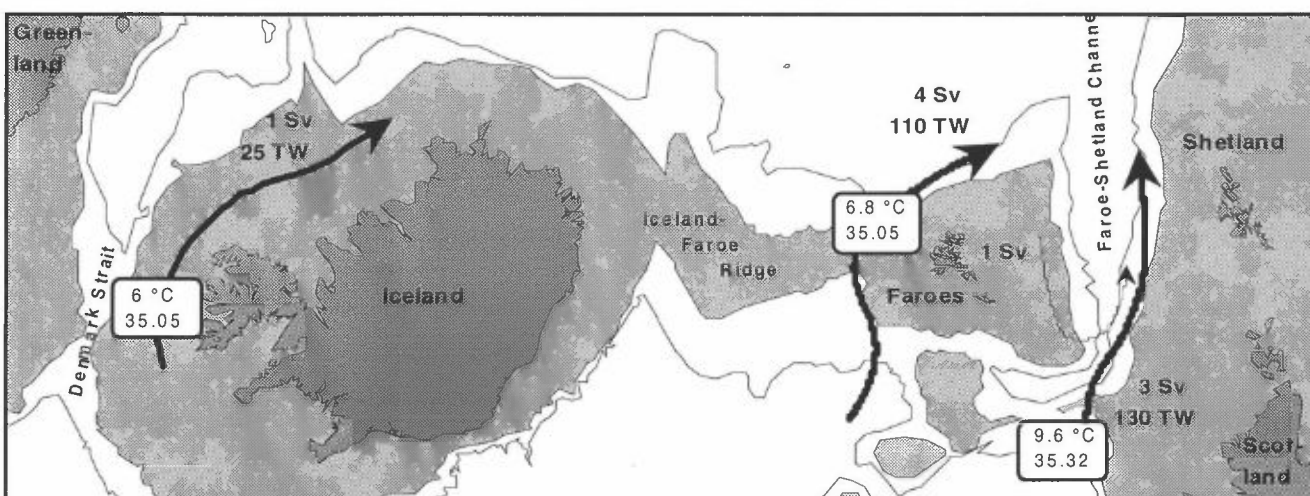 Green-
land
1 Sv
25 TW
Denmark Strait
6 °C
35.05
Iceland
Iceland-
Faroe
Ridge
4 Sv
110 TW
6.8 °C
35.05
1 Sv
Faroes
Faroe-Shetland Channe
Shetland
3 Sv
130 TW
9.6 °C
35.32
Scot-
land